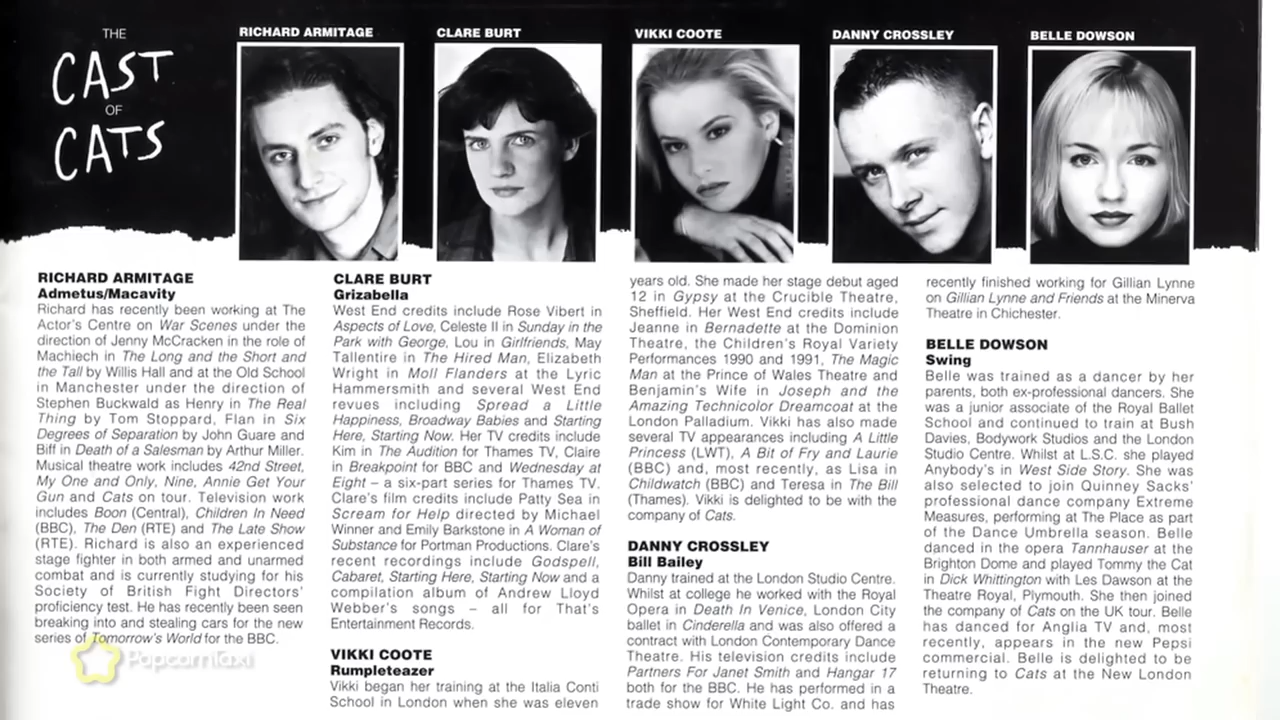 THE
CAST
OF
CATS
RICHARD ARMITAGE
CLARE BURT
VIKKI COOTE
DANNY CROSSLEY
BELLE DOWSON
RICHARD ARMITAGE
Admetus/Macavity
Richard has recently been working at The
Actor's Centre on War Scenes under the
direction of Jenny McCracken in the role of
Machiech in The Long and the Short and
the Tall by Willis Hall and at the Old School
in Manchester under the direction of
Stephen Buckwald as Henry in The Real
Thing by Tom Stoppard, Flan in Six
Degrees of Separation by John Guare and
Biff in Death of a Salesman by Arthur Miller.
Musical theatre work includes 42nd Street,
My One and Only, Nine, Annie Get Your
Gun and Cats on tour. Television work
includes Boon (Central), Children In Need
(BBC), The Den (RTE) and The Late Show
(RTE). Richard is also an experienced
stage fighter in both armed and unarmed
combat and is currently studying for his
Society of British Fight Directors'
proficiency test. He has recently been seen
breaking into and stealing cars for the new
series of Tomorrow's World for the BBC.
CLARE BURT
Grizabella
West End credits include Rose Vibert in
Aspects of Love, Celeste II in Sunday in the
Park with George, Lou in Girlfriends, May
Tallentire in The Hired Man, Elizabeth
Wright in Moll Flanders at the Lyric
Hammersmith and several West End
revues including Spread a Little
Happiness, Broadway Babies and Starting
Here, Starting Now. Her TV credits include
Kim in The Audition for Thames TV, Claire
in Breakpoint for BBC and Wednesday at
Eight – a six-part series for Thames TV.
Clare's film credits include Patty Sea in
Scream for Help directed by Michael
Winner and Emily Barkstone in A Woman of
Substance for Portman Productions. Clare's
recent recordings include Godspell,
Cabaret, Starting Here, Starting Now and a
compilation album of Andrew Lloyd
Webber's songs – all for That's
Entertainment Records.
VIKKI COOTE
Rumpleteazer
Vikki began her training at the Italia Conti
School in London when she was eleven
years old. She made her stage debut aged
12 in Gypsy at the Crucible Theatre,
Sheffield. Her West End credits include
Jeanne in Bernadette at the Dominion
Theatre, the Children's Royal Variety
Performances 1990 and 1991, The Magic
Man at the Prince of Wales Theatre and
Benjamin's Wife in Joseph and the
Amazing Technicolor Dreamcoat at the
London Palladium. Vikki has also made
several TV appearances including A Little
Princess (LWT), A Bit of Fry and Laurie
(BBC) and, most recently, as Lisa in
Childwatch (BBC) and Teresa in The Bill
(Thames). Vikki is delighted to be with the
company of Cats.
DANNY CROSSLEY
Bill Bailey
Danny trained at the London Studio Centre.
Whilst at college he worked with the Royal
Opera in Death In Venice, London City
ballet in Cinderella and was also offered a
contract with London Contemporary Dance
Theatre. His television credits include
Partners For Janet Smith and Hangar 17
both for the BBC. He has performed in a
trade show for White Light Co. and has
recently finished working for Gillian Lynne
on Gillian Lynne and Friends at the Minerva
Theatre in Chichester.
BELLE DOWSON
Swing
Belle was trained as a dancer by her
parents, both ex-professional dancers. She
was a junior associate of the Royal Ballet
School and continued to train at Bush
Davies, Bodywork Studios and the London
Studio Centre. Whilst at L.S.C. she played
Anybody's in West Side Story. She was
also selected to join Quinney Sacks'
professional dance company Extreme
Measures, performing at The Place as part
of the Dance Umbrella season. Belle
danced in the opera Tannhauser at the
Brighton Dome and played Tommy the Cat
in Dick Whittington with Les Dawson at the
Theatre Royal, Plymouth. She then joined
the company of Cats on the UK tour. Belle
has danced for Anglia TV and, most
recently, appears in the new Pepsi
commercial. Belle is delighted to be
returning to Cats at the New London
Theatre.
PopcornTaxi